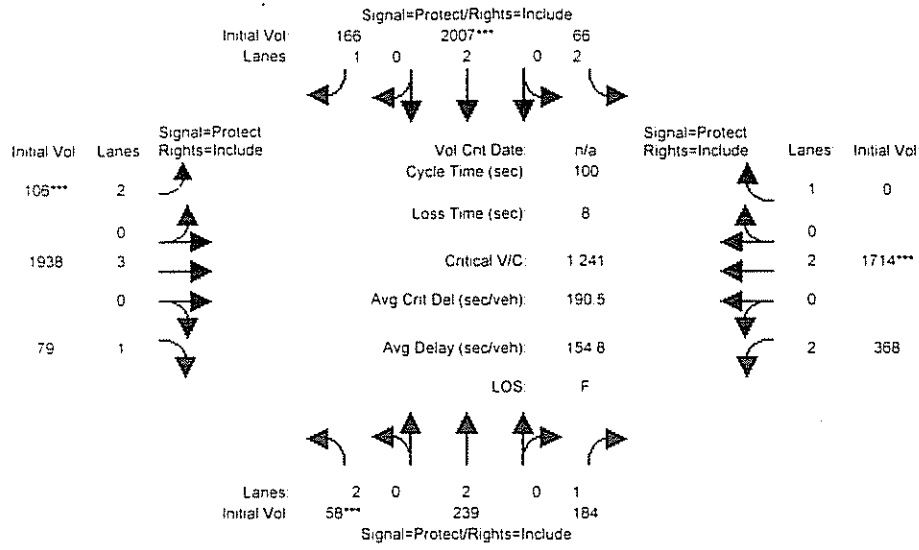 Signal=Protect/Rights=Include
Initial Vol 166 2007*** 66
Lanes 1 0 2 0 2
Signal=Protect
Rights=Include
Signal=Protect
Rights=Include
Initial Vol Lanes
Vol Cnt Date: n/a
Lanes: Initial Vol
Cycle Time (sec) 100
106*** 2
1 0
Loss Time (sec) 8
0
0
1938 3
Critical V/C: 1 241
2 1714***
0
Avg Crit Del (sec/veh) 190.5
0
79 1
Avg Delay (sec/veh): 154 8
2 368
LOS: F
Lanes: 2 0 2 0 1
Initial Vol 58*** 239 184
Signal=Protect/Rights=Include